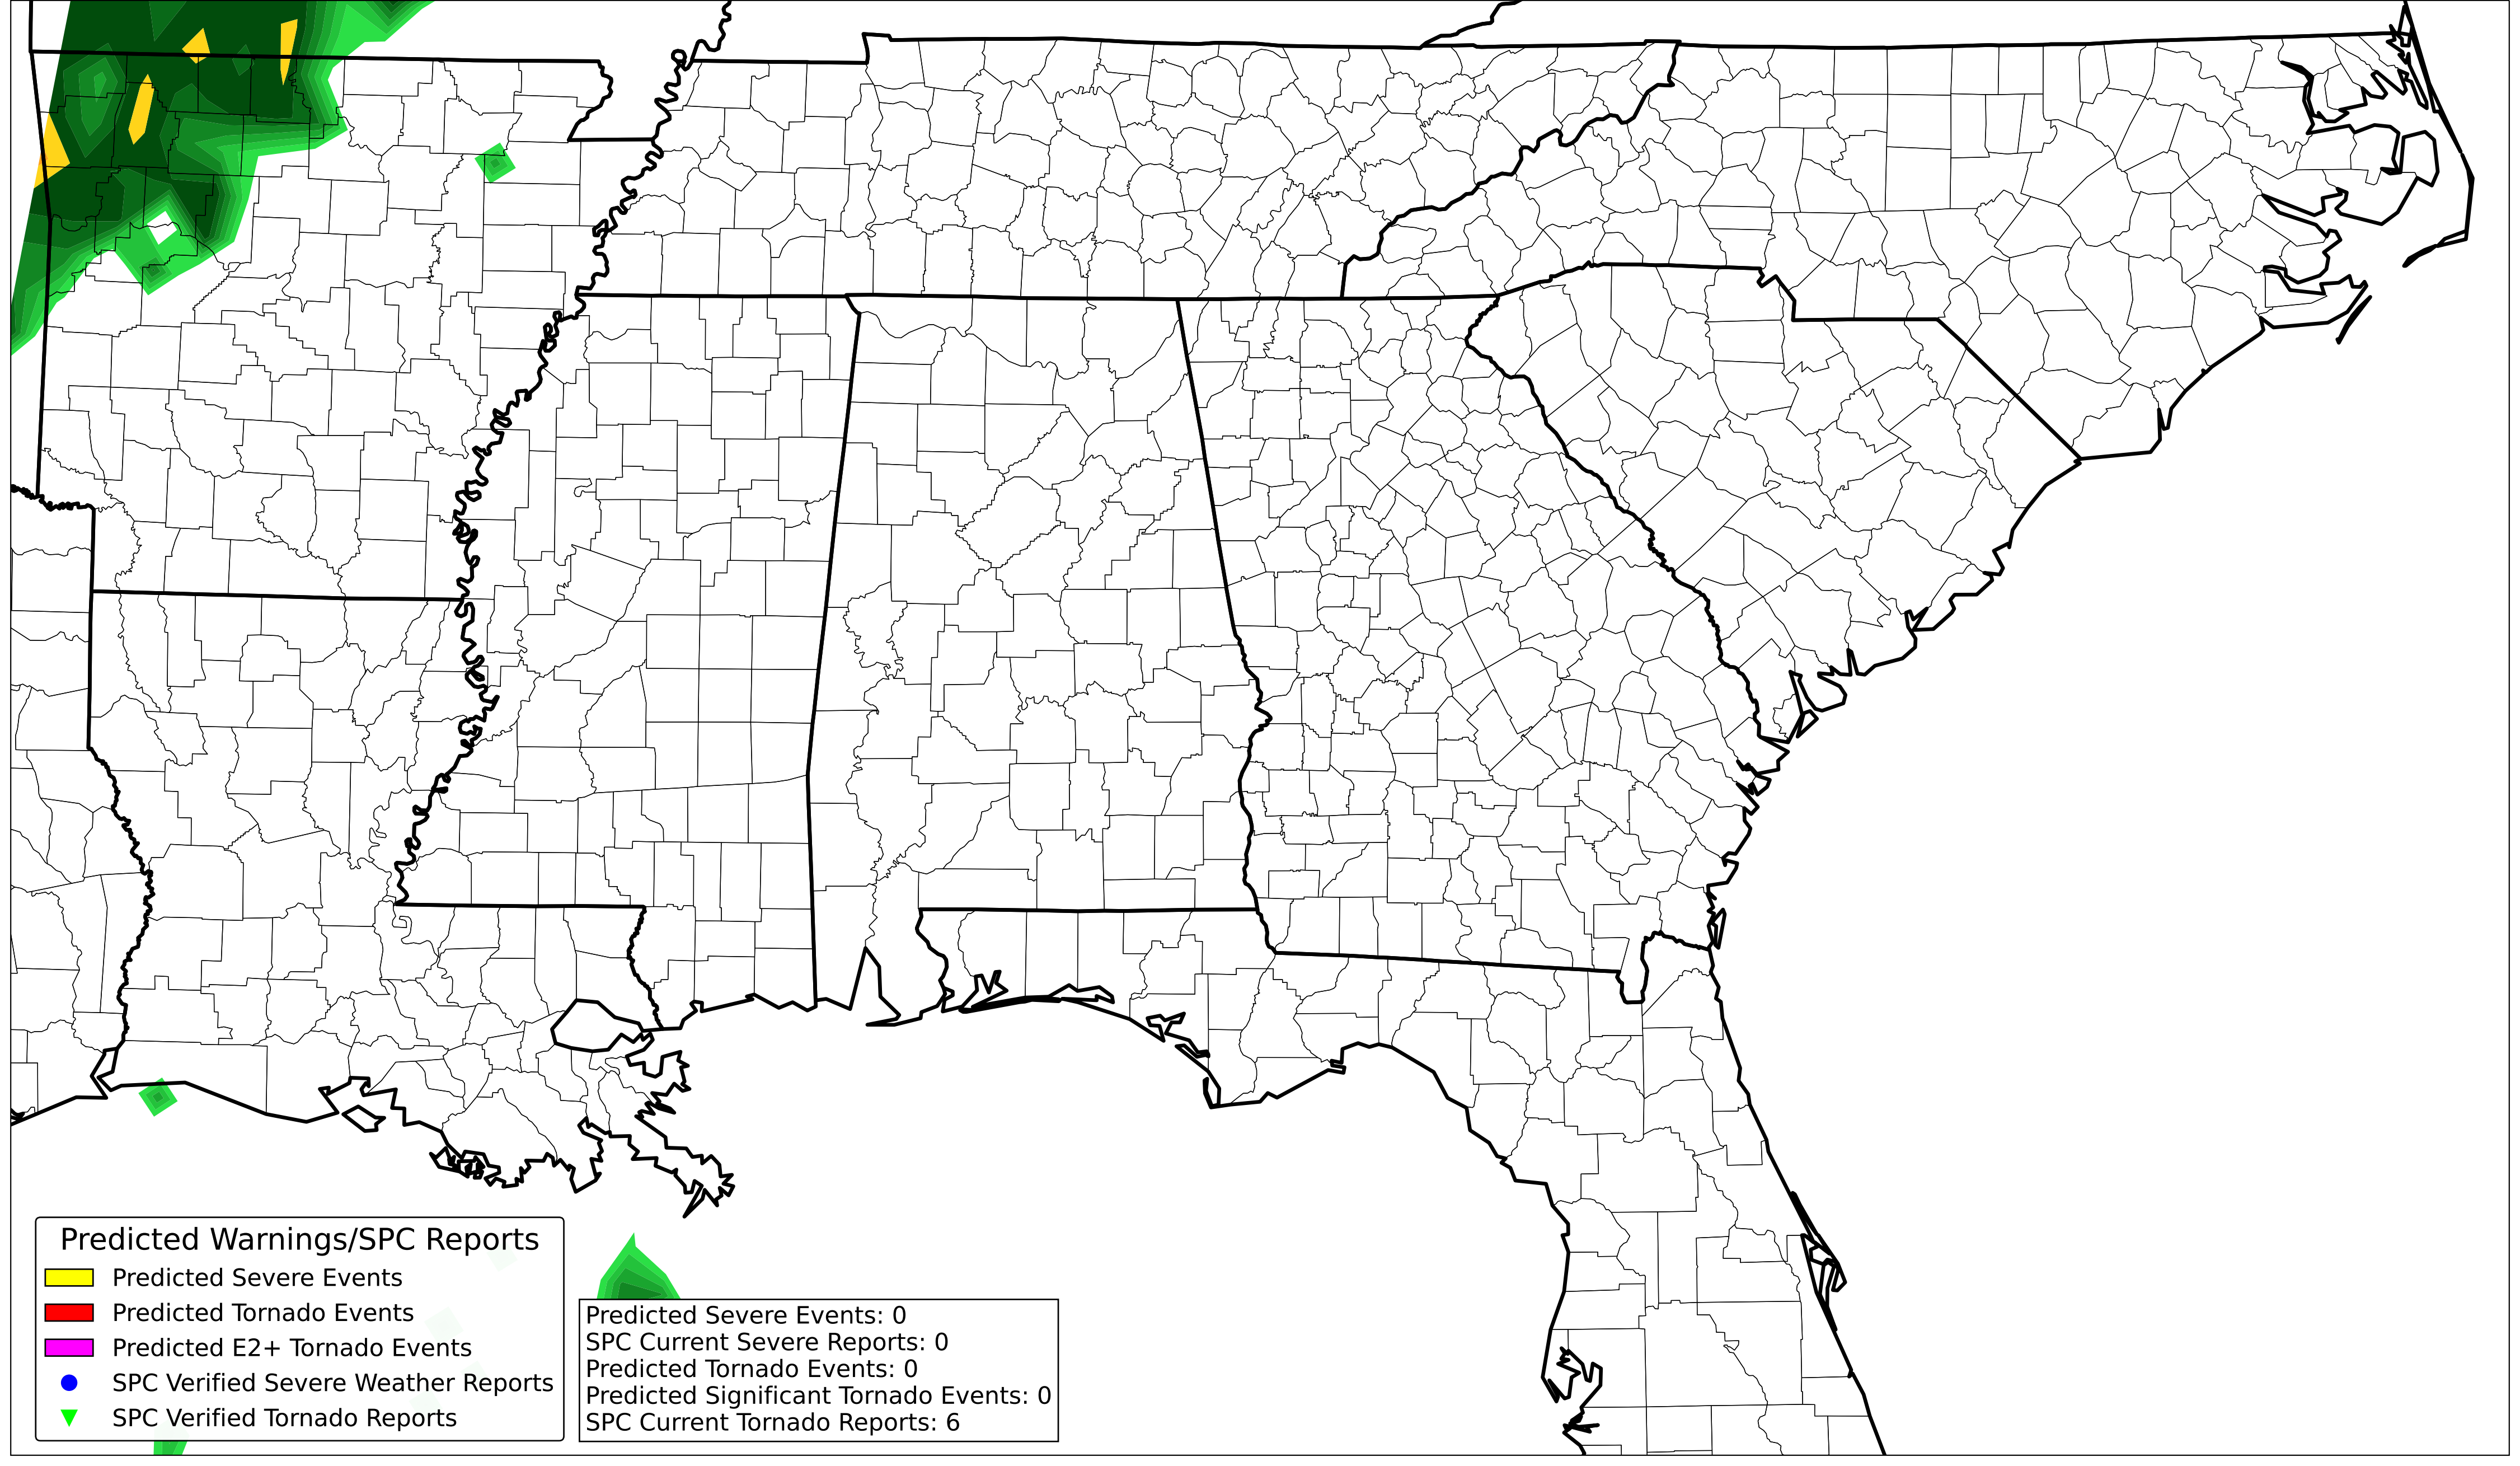 Predicted Warnings/SPC Reports
Predicted Severe Events
Predicted Tornado Events
Predicted E2+ Tornado Events
SPC Verified Severe Weather Reports
SPC Verified Tornado Reports
Predicted Severe Events: 0
SPC Current Severe Reports: 0
Predicted Tornado Events: 0
Predicted Significant Tornado Events: 0
SPC Current Tornado Reports: 6